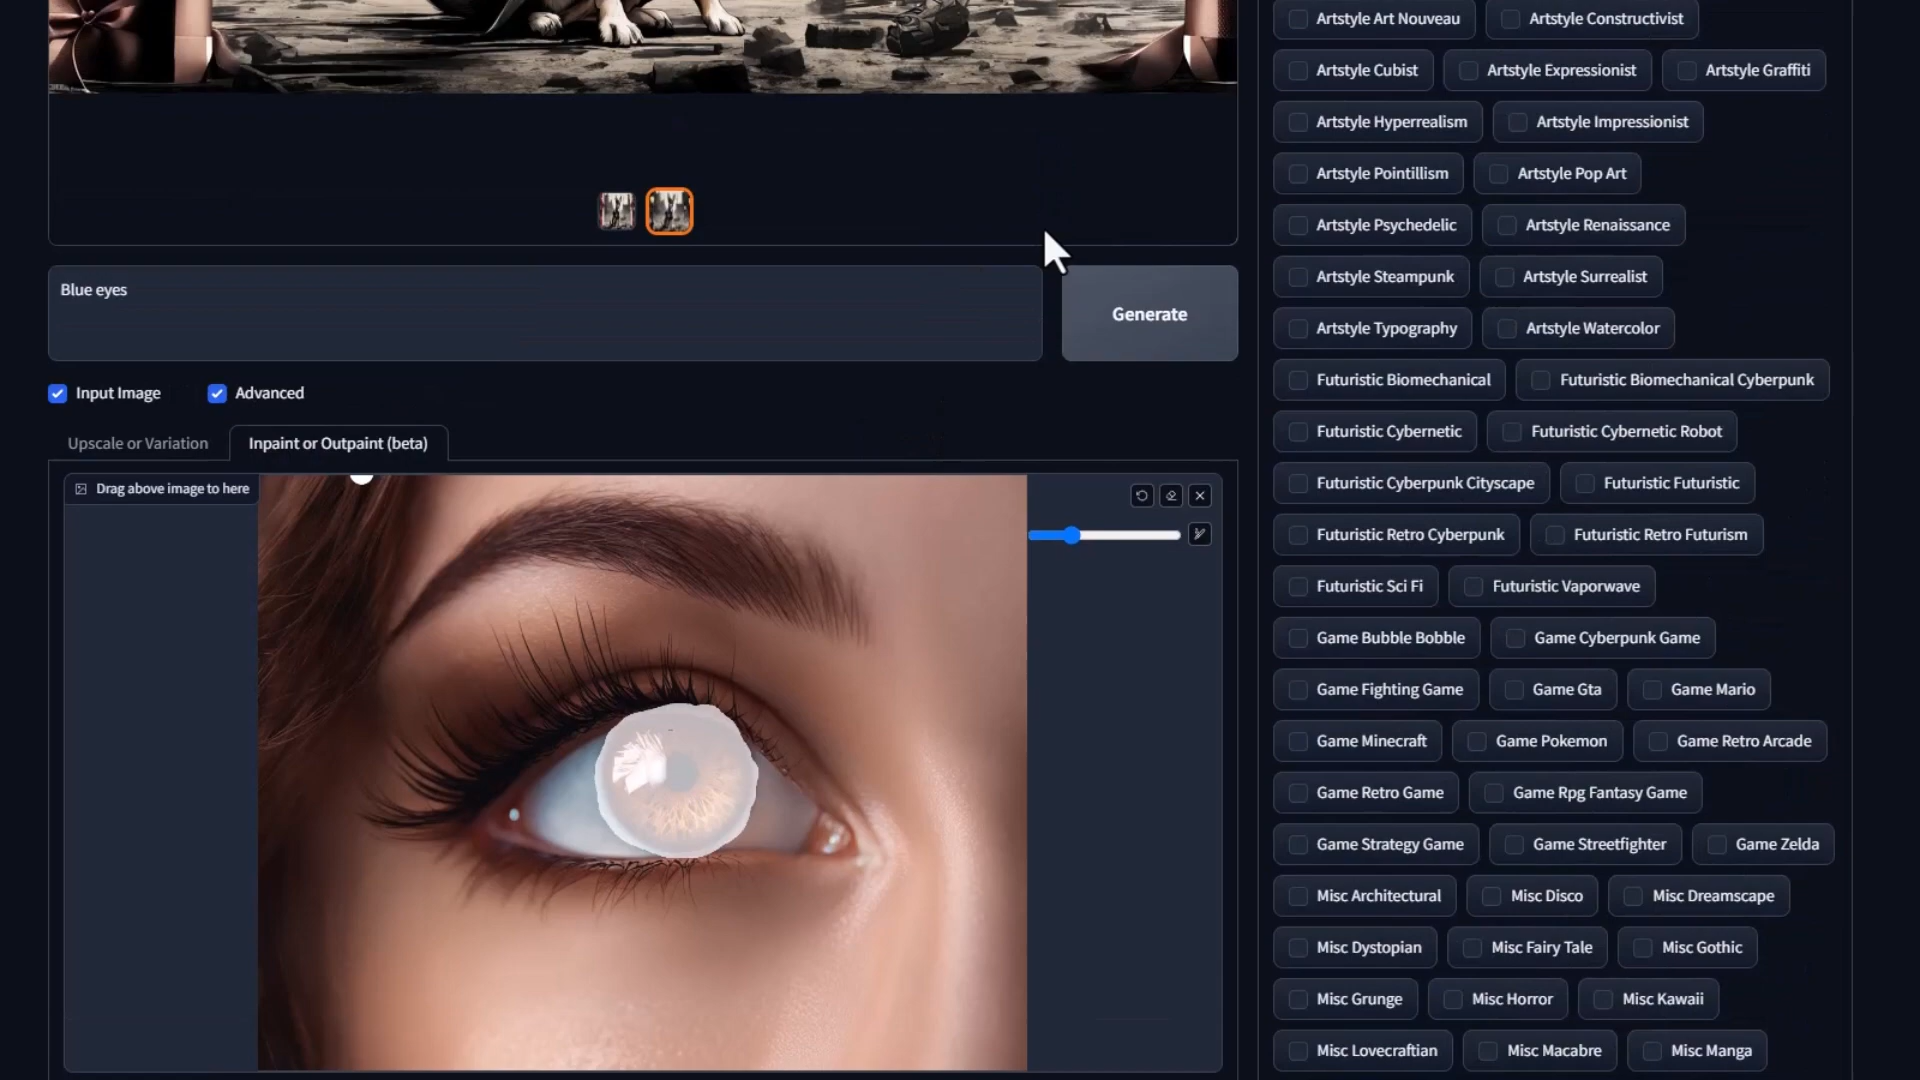 Artstyle Art Nouveau Artstyle Constructivist
Artstyle Cubist Artstyle Expressionist Artstyle Graffiti
Artstyle Hyperrealism Artstyle Impressionist
Artstyle Pointillism Artstyle Pop Art
Artstyle Psychedelic Artstyle Renaissance
Artstyle Steampunk Artstyle Surrealist
Artstyle Typography Artstyle Watercolor
Futuristic Biomechanical Futuristic Biomechanical Cyberpunk
Futuristic Cybernetic Futuristic Cybernetic Robot
Futuristic Cyberpunk Cityscape Futuristic Futuristic
Futuristic Retro Cyberpunk Futuristic Retro Futurism
Futuristic Sci Fi Futuristic Vaporwave
Game Bubble Bobble Game Cyberpunk Game
Game Fighting Game Game Gta Game Mario
Game Minecraft Game Pokemon Game Retro Arcade
Game Retro Game Game Rpg Fantasy Game
Game Strategy Game Game Streetfighter Game Zelda
Misc Architectural Misc Disco Misc Dreamscape
Misc Dystopian Misc Fairy Tale Misc Gothic
Misc Grunge Misc Horror Misc Kawaii
Misc Lovecraftian Misc Macabre Misc Manga
Blue eyes
Generate
Input Image Advanced
Upscale or Variation Inpaint or Outpaint (beta)
Drag above image to here